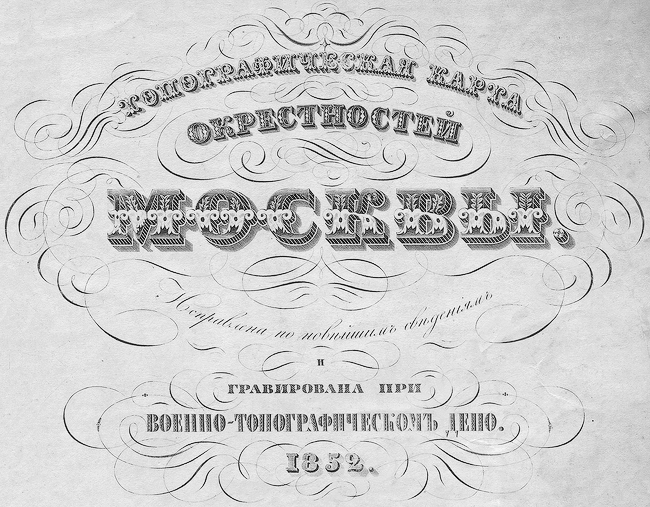 ТОПОГРАФИЧЕСКАЯ КАРТА
ОКРЕСТНОСТЕЙ
МОСКВЫ.
Исправлена по новѣйшимъ свѣденіямъ
и
ГРАВИРОВАНА ПРИ
ВОЕННО-ТОПОГРАФИЧЕСКОМЪ ДЕПО.
1852.